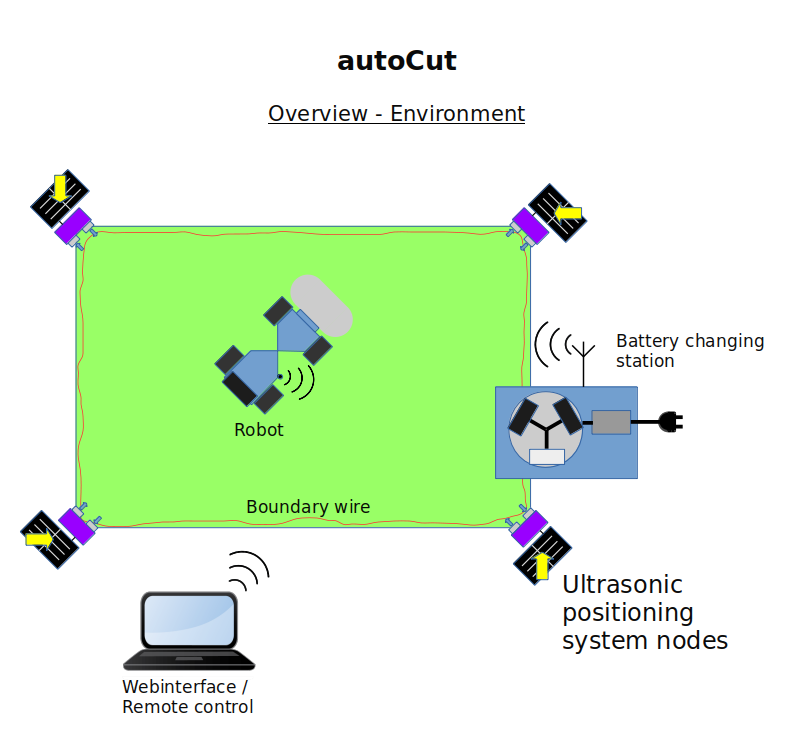 autoCut
Overview - Environment
Battery changing
station
Robot
Boundary wire
Ultrasonic
positioning
system nodes
Webinterface /
Remote control